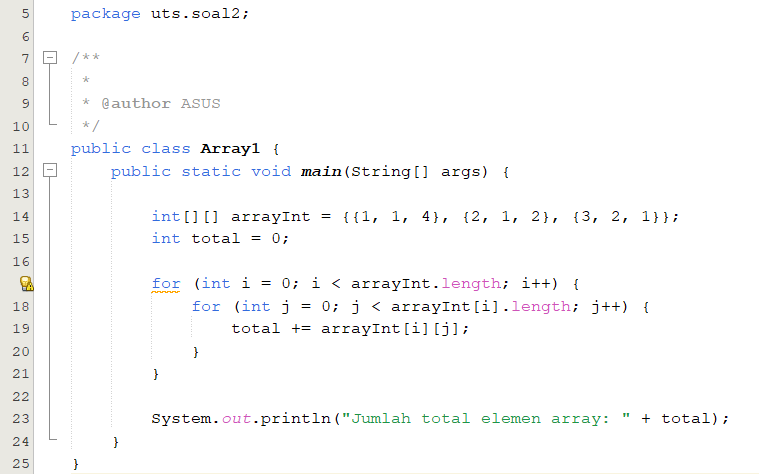 5 package uts.soal2;
6
7 /**
8 *
9 * @author ASUS
10 */
11 public class Array1 {
12 public static void main(String[] args) {
13
14 int[][] arrayInt = {{1, 1, 4}, {2, 1, 2}, {3, 2, 1}};
15 int total = 0;
16
for (int i = 0; i < arrayInt.length; i++) {
18 for (int j = 0; j < arrayInt[i].length; j++) {
19 total += arrayInt[i][j];
20 }
21 }
22
23 System.out.println("Jumlah total elemen array: " + total);
24 }
25 }